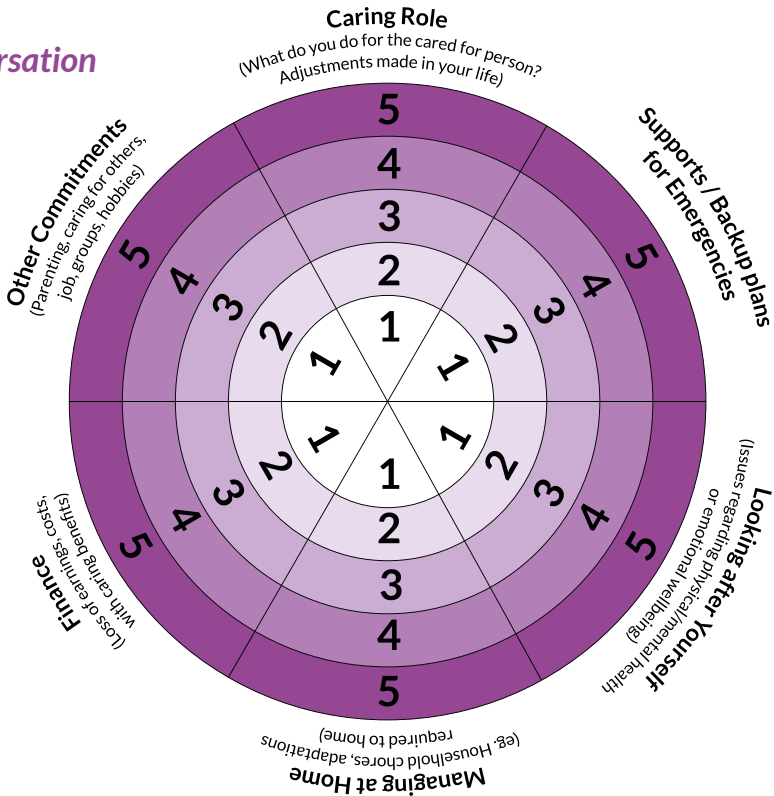 rsation
Caring Role
(What do you do for the cared for person?
Adjustments made in your life)
Supports / Backup plans
for Emergencies
Looking after Yourself
(Issues regarding physical/mental health
or emotional wellbeing)
Managing at Home
(eg. Household chores, adaptations
required to home)
Finance
(Loss of earnings, costs,
with caring benefits)
Other Commitments
(Parenting, caring for others,
job, groups, hobbies)
5
4
3
2
1
5
4
3
2
1
5
4
3
2
1
5
4
3
2
1
5
4
3
2
1
5
4
3
2
1